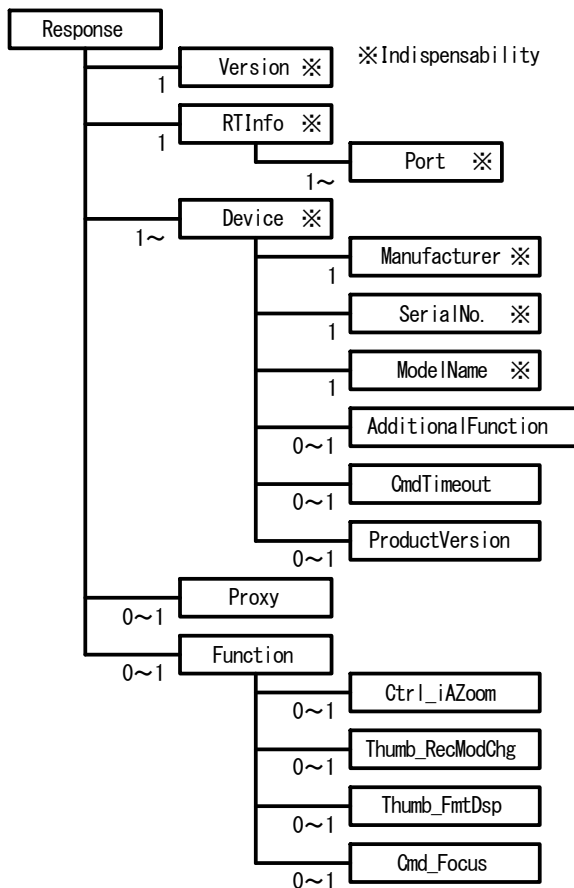 Response
Version ※
※Indispensability
1
RTInfo ※
1
Port ※
1~
Device ※
1~
Manufacturer ※
1
SerialNo. ※
1
ModelName ※
1
AdditionalFunction
0~1
CmdTimeout
0~1
ProductVersion
0~1
Proxy
0~1
Function
0~1
Ctrl_iAZoom
0~1
Thumb_RecModChg
0~1
Thumb_FmtDsp
0~1
Cmd_Focus
0~1